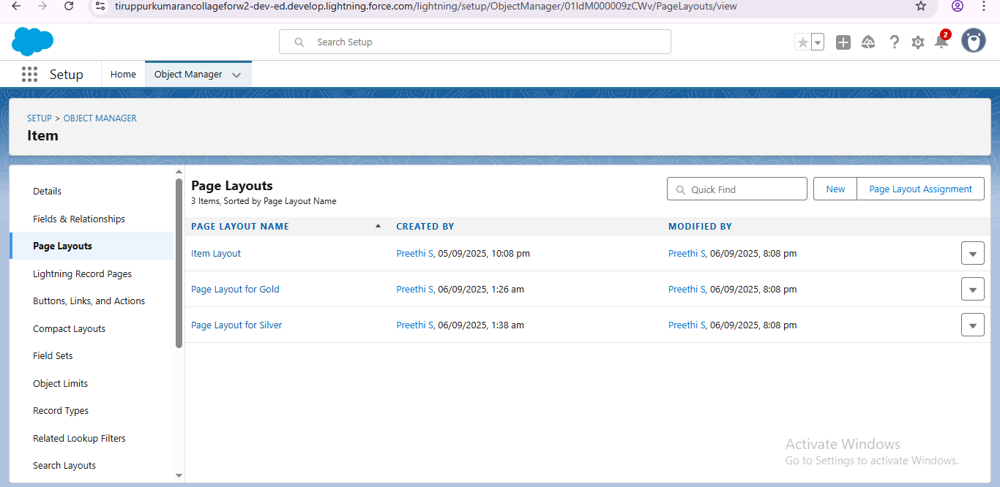 tiruppurkumarancollageforw2-dev-ed.develop.lightning.force.com/lightning/setup/ObjectManager/01IdM000009zCWv/PageLayouts/view
Search Setup
2
Setup
Home
Object Manager
SETUP > OBJECT MANAGER
Item
Details
Fields & Relationships
Page Layouts
Lightning Record Pages
Buttons, Links, and Actions
Compact Layouts
Field Sets
Object Limits
Record Types
Related Lookup Filters
Search Layouts
Page Layouts
3 Items, Sorted by Page Layout Name
Quick Find
New
Page Layout Assignment
PAGE LAYOUT NAME CREATED BY MODIFIED BY
Item Layout Preethi S, 05/09/2025, 10:08 pm Preethi S, 06/09/2025, 8:08 pm
Page Layout for Gold Preethi S, 06/09/2025, 1:26 am Preethi S, 06/09/2025, 8:08 pm
Page Layout for Silver Preethi S, 06/09/2025, 1:38 am Preethi S, 06/09/2025, 8:08 pm
Activate Windows
Go to Settings to activate Windows.